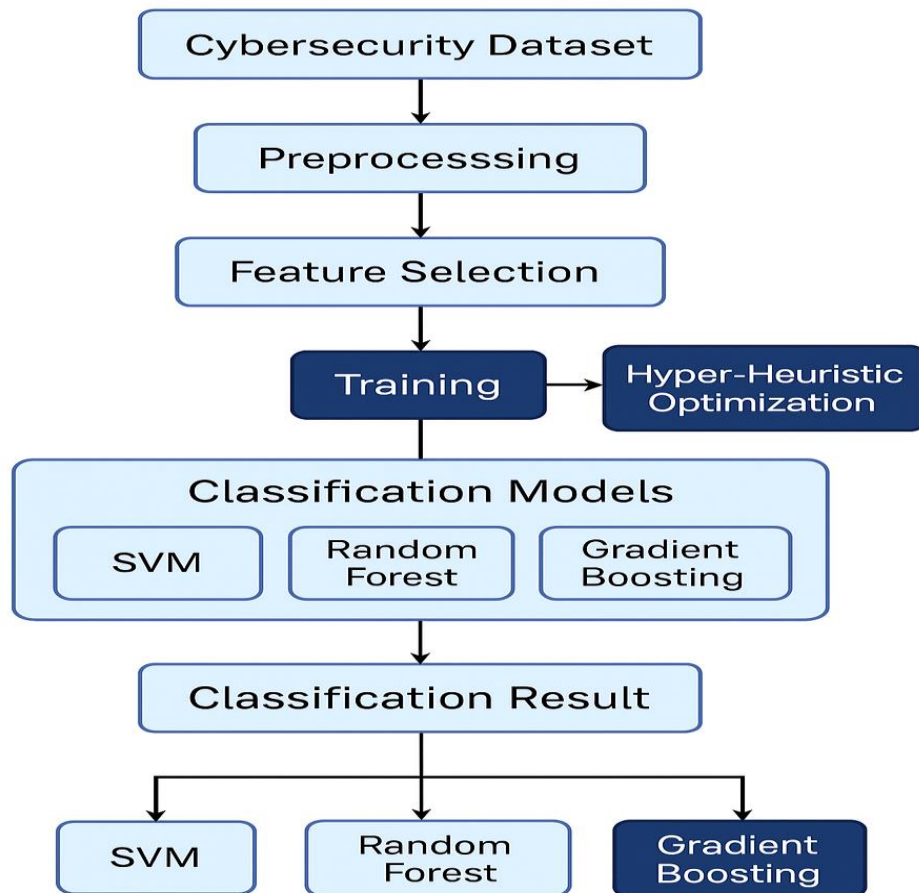 Cybersecurity Dataset
Preprocesssing
Feature Selection
Training
Hyper-Heuristic
Optimization
Classification Models
SVM
Random
Forest
Gradient
Boosting
Classification Result
SVM
Random
Forest
Gradient
Boosting